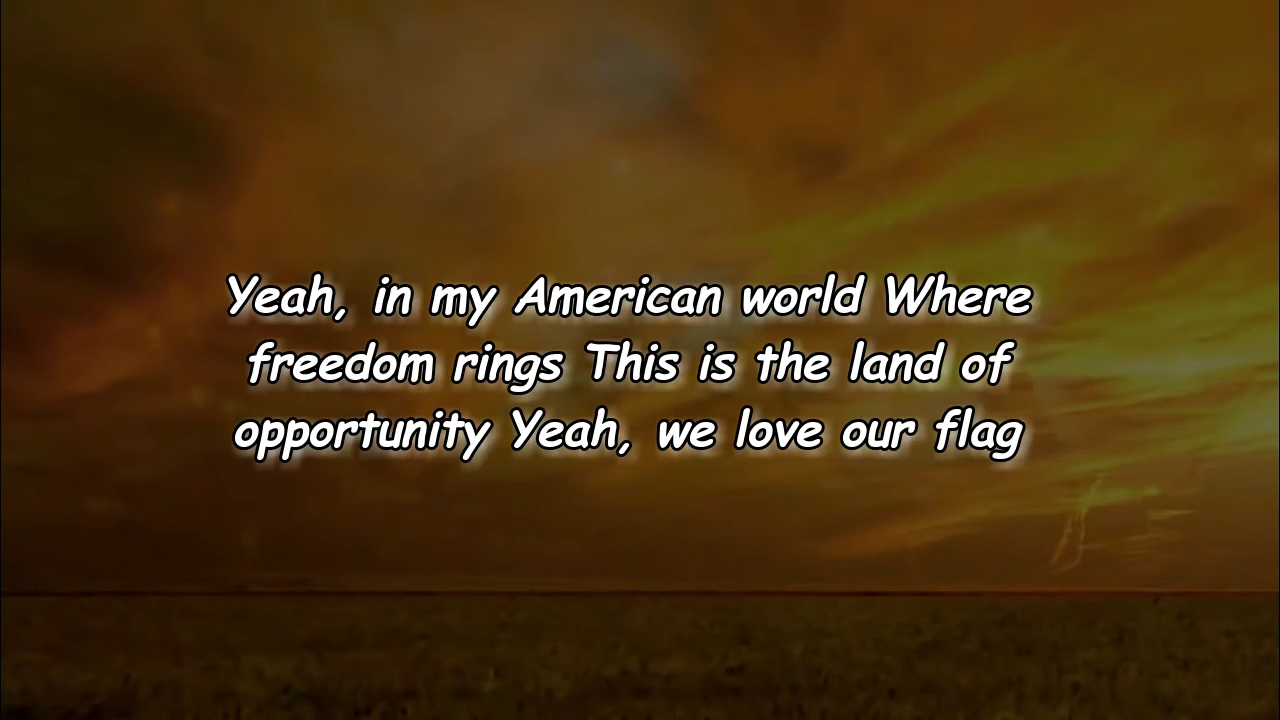 Yeah, in my American world Where
freedom rings This is the land of
opportunity Yeah, we love our flag